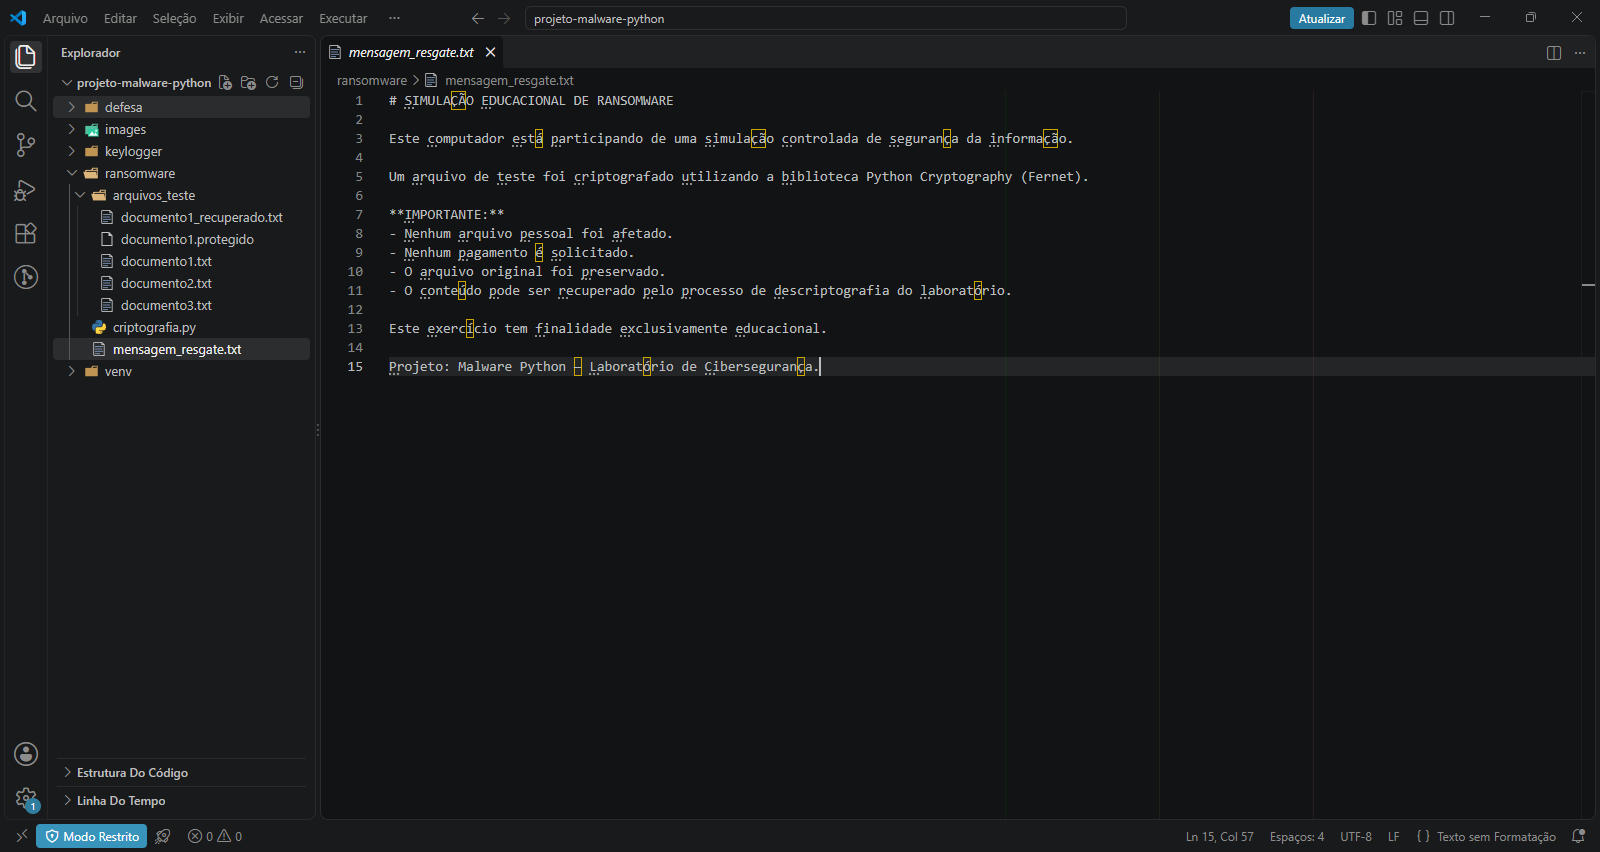 Arquivo Editar Seleção Exibir Acessar Executar ··· projeto-malware-python Atualizar
Explorador ···
projeto-malware-python
defesa
images
keylogger
ransomware
arquivos_teste
documento1_recuperado.txt
documento1.protegido
documento1.txt
documento2.txt
documento3.txt
criptografia.py
mensagem_resgate.txt
venv
Estrutura Do Código
Linha Do Tempo
1
mensagem_resgate.txt
ransomware > mensagem_resgate.txt
1 # SIMULAÇÃO EDUCACIONAL DE RANSOMWARE
2
3 Este computador está participando de uma simulação controlada de segurança da informação.
4
5 Um arquivo de teste foi criptografado utilizando a biblioteca Python Cryptography (Fernet).
6
7 **IMPORTANTE:**
8 - Nenhum arquivo pessoal foi afetado.
9 - Nenhum pagamento é solicitado.
10 - O arquivo original foi preservado.
11 - O conteúdo pode ser recuperado pelo processo de descriptografia do laboratório.
12
13 Este exercício tem finalidade exclusivamente educacional.
14
15 Projeto: Malware Python – Laboratório de Cibersegurança.
Modo Restrito 0 0 Ln 15, Col 57 Espaços: 4 UTF-8 LF { } Texto sem Formatação